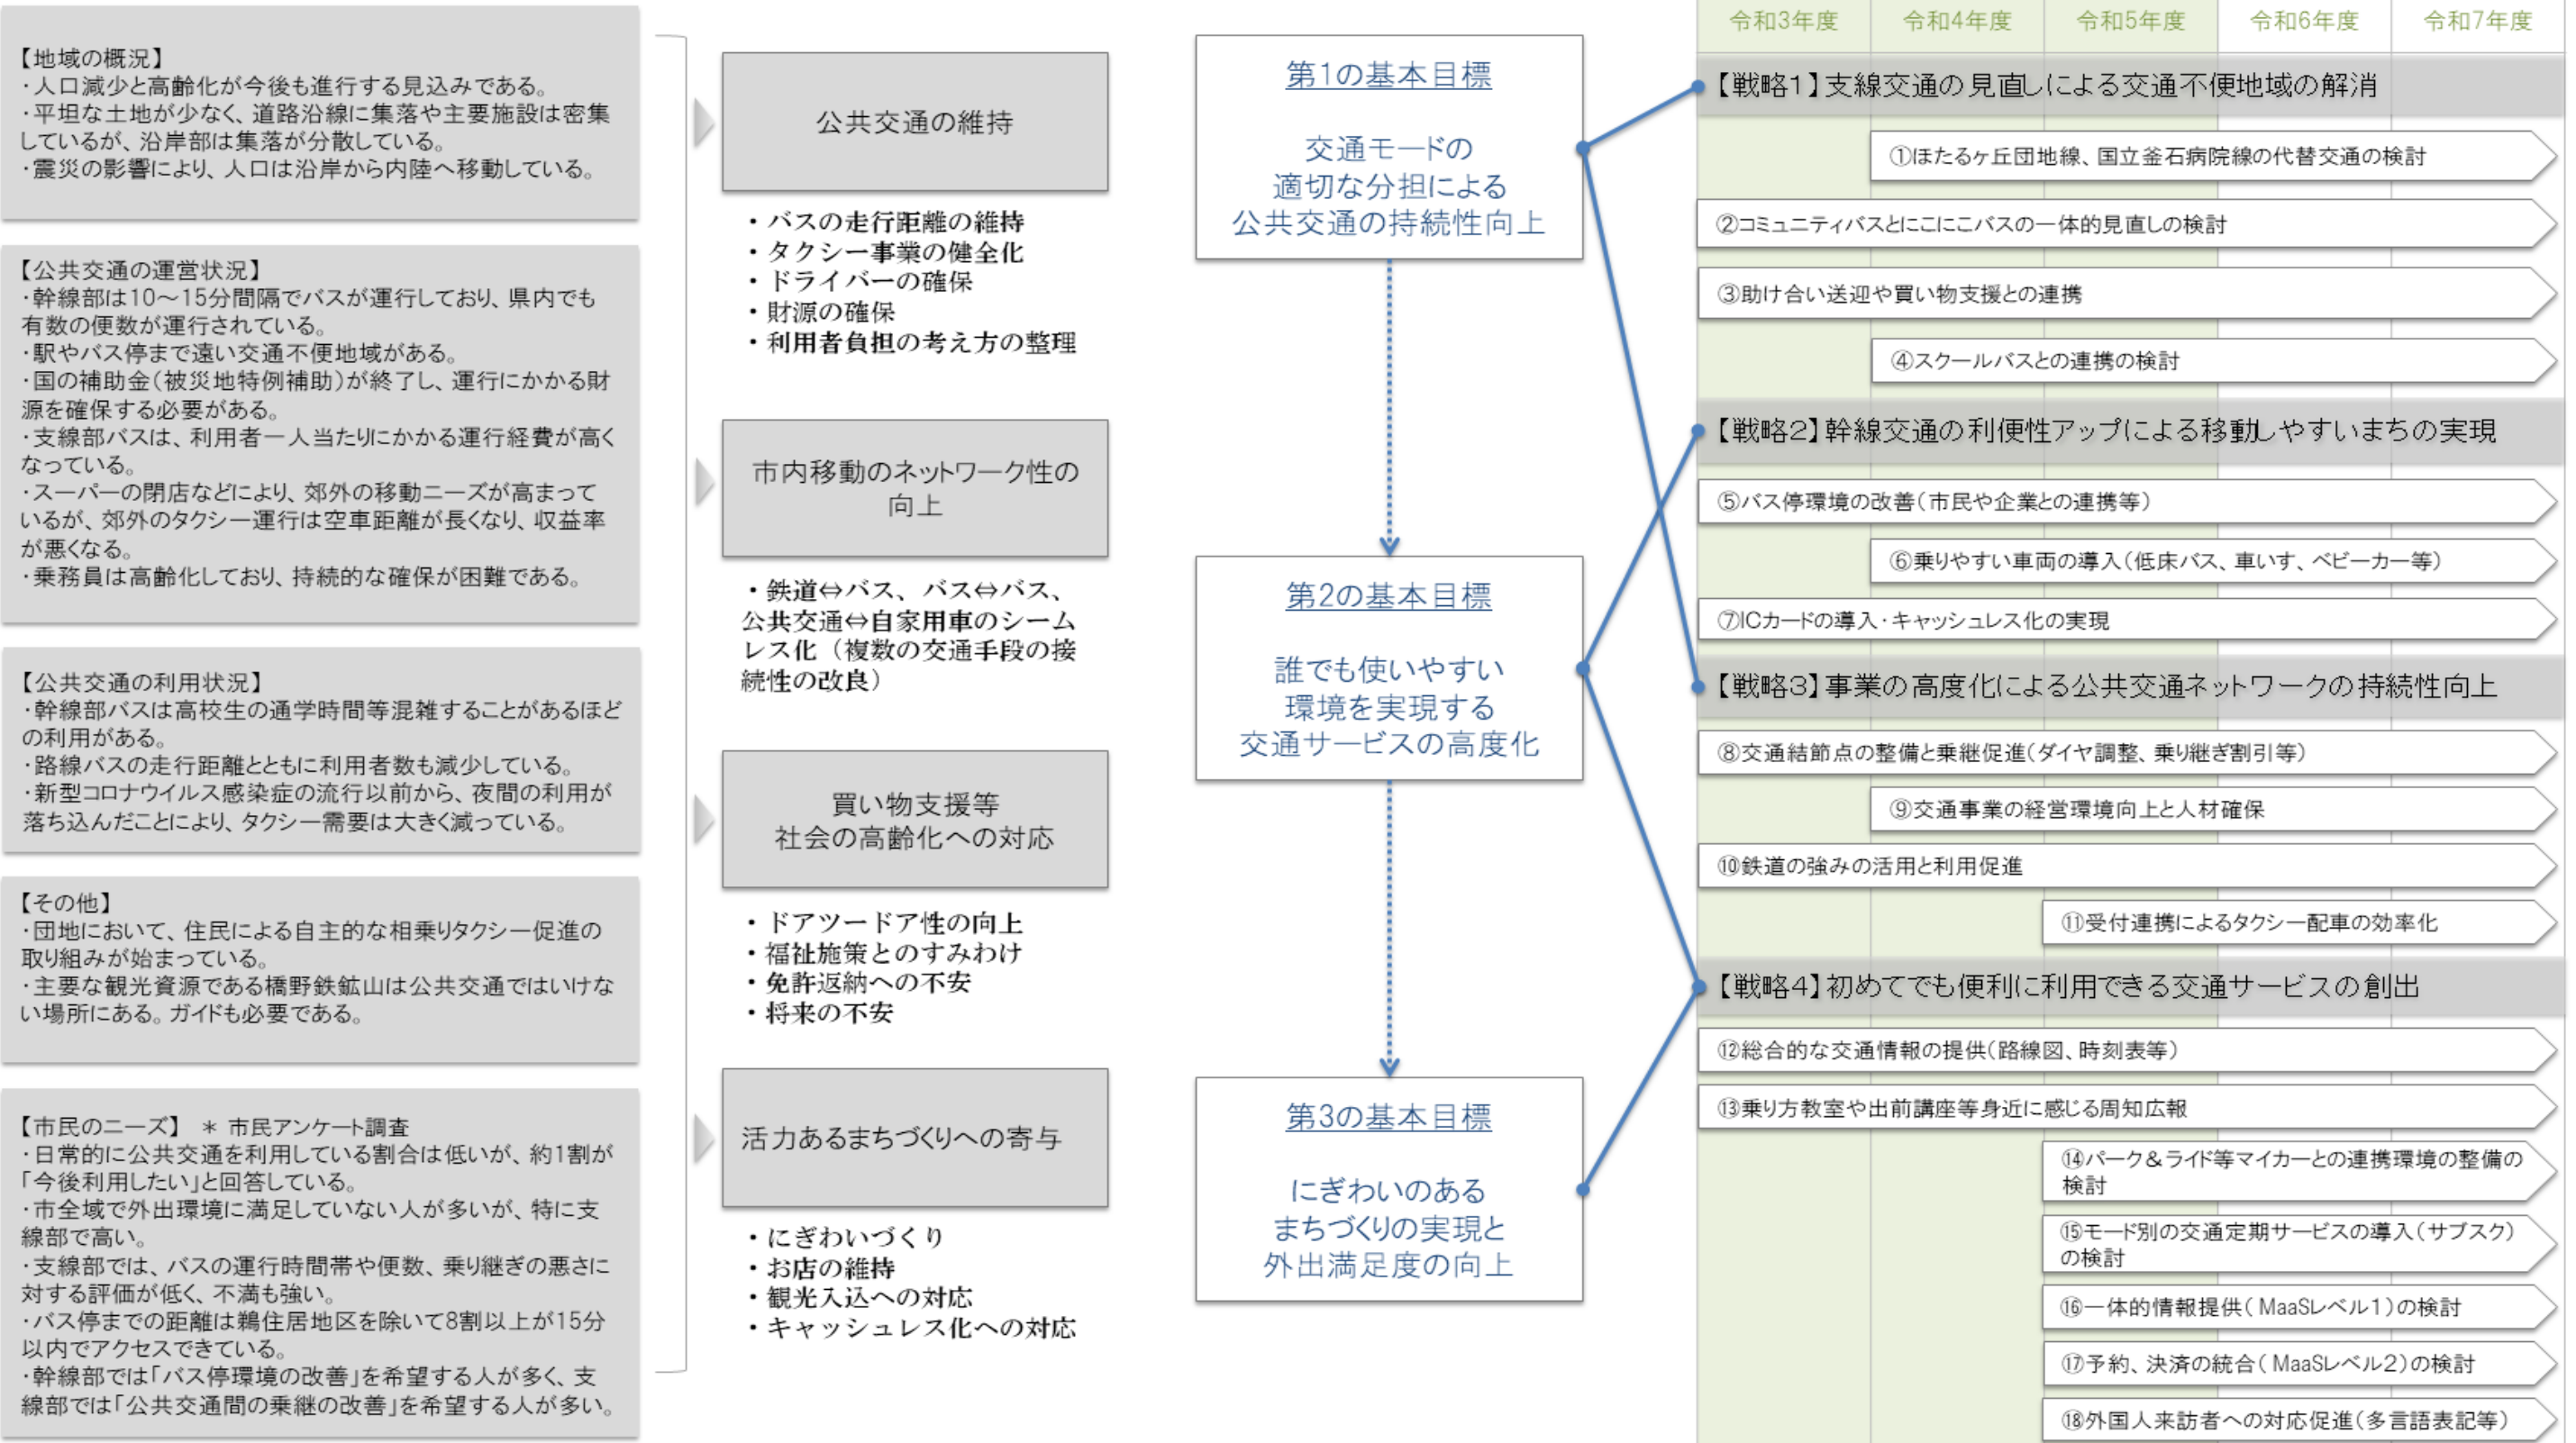 【地域の概況】
・人口減少と高齢化が今後も進行する見込みである。
・平坦な土地が少なく、道路沿線に集落や主要施設は密集
しているが、沿岸部は集落が分散している。
・震災の影響により、人口は沿岸から内陸へ移動している。
【公共交通の運営状況】
・幹線部は10～15分間隔でバスが運行しており、県内でも
有数の便数が運行されている。
・駅やバス停まで遠い交通不便地域がある。
・国の補助金（被災地特例補助）が終了し、運行にかかる財
源を確保する必要がある。
・支線部バスは、利用者一人当たりにかかる運行経費が高く
なっている。
・スーパーの閉店などにより、郊外の移動ニーズが高まって
いるが、郊外のタクシー運行は空車距離が長くなり、収益率
が悪くなる。
・乗務員は高齢化しており、持続的な確保が困難である。
【公共交通の利用状況】
・幹線部バスは高校生の通学時間等混雑することがあるほど
の利用がある。
・路線バスの走行距離とともに利用者数も減少している。
・新型コロナウイルス感染症の流行以前から、夜間の利用が
落ち込んだことにより、タクシー需要は大きく減っている。
【その他】
・団地において、住民による自主的な相乗りタクシー促進の
取り組みが始まっている。
・主要な観光資源である橋野鉄鉱山は公共交通ではいけな
い場所にある。ガイドも必要である。
【市民のニーズ】 ＊ 市民アンケート調査
・日常的に公共交通を利用している割合は低いが、約1割が
「今後利用したい」と回答している。
・市全域で外出環境に満足していない人が多いが、特に支
線部で高い。
・支線部では、バスの運行時間帯や便数、乗り継ぎの悪さに
対する評価が低く、不満も強い。
・バス停までの距離は鵜住居地区を除いて8割以上が15分
以内でアクセスできている。
・幹線部では「バス停環境の改善」を希望する人が多く、支
線部では「公共交通間の乗継の改善」を希望する人が多い。
公共交通の維持
・バスの走行距離の維持
・タクシー事業の健全化
・ドライバーの確保
・財源の確保
・利用者負担の考え方の整理
市内移動のネットワーク性の
向上
・鉄道⇔バス、バス⇔バス、
公共交通⇔自家用車のシーム
レス化（複数の交通手段の接
続性の改良）
買い物支援等
社会の高齢化への対応
・ドアツードア性の向上
・福祉施策とのすみわけ
・免許返納への不安
・将来の不安
活力あるまちづくりへの寄与
・にぎわいづくり
・お店の維持
・観光入込への対応
・キャッシュレス化への対応
第1の基本目標
交通モードの
適切な分担による
公共交通の持続性向上
第2の基本目標
誰でも使いやすい
環境を実現する
交通サービスの高度化
第3の基本目標
にぎわいのある
まちづくりの実現と
外出満足度の向上
令和3年度 令和4年度 令和5年度 令和6年度 令和7年度
【戦略1】支線交通の見直しによる交通不便地域の解消
①ほたるヶ丘団地線、国立釜石病院線の代替交通の検討
②コミュニティバスとにこにこバスの一体的見直しの検討
③助け合い送迎や買い物支援との連携
④スクールバスとの連携の検討
【戦略2】幹線交通の利便性アップによる移動しやすいまちの実現
⑤バス停環境の改善（市民や企業との連携等）
⑥乗りやすい車両の導入（低床バス、車いす、ベビーカー等）
⑦ICカードの導入・キャッシュレス化の実現
【戦略3】事業の高度化による公共交通ネットワークの持続性向上
⑧交通結節点の整備と乗継促進（ダイヤ調整、乗り継ぎ割引等）
⑨交通事業の経営環境向上と人材確保
⑩鉄道の強みの活用と利用促進
⑪受付連携によるタクシー配車の効率化
【戦略4】初めてでも便利に利用できる交通サービスの創出
⑫総合的な交通情報の提供（路線図、時刻表等）
⑬乗り方教室や出前講座等身近に感じる周知広報
⑭パーク＆ライド等マイカーとの連携環境の整備の
検討
⑮モード別の交通定期サービスの導入（サブスク）
の検討
⑯一体的情報提供（MaaSレベル1）の検討
⑰予約、決済の統合（MaaSレベル2）の検討
⑱外国人来訪者への対応促進（多言語表記等）